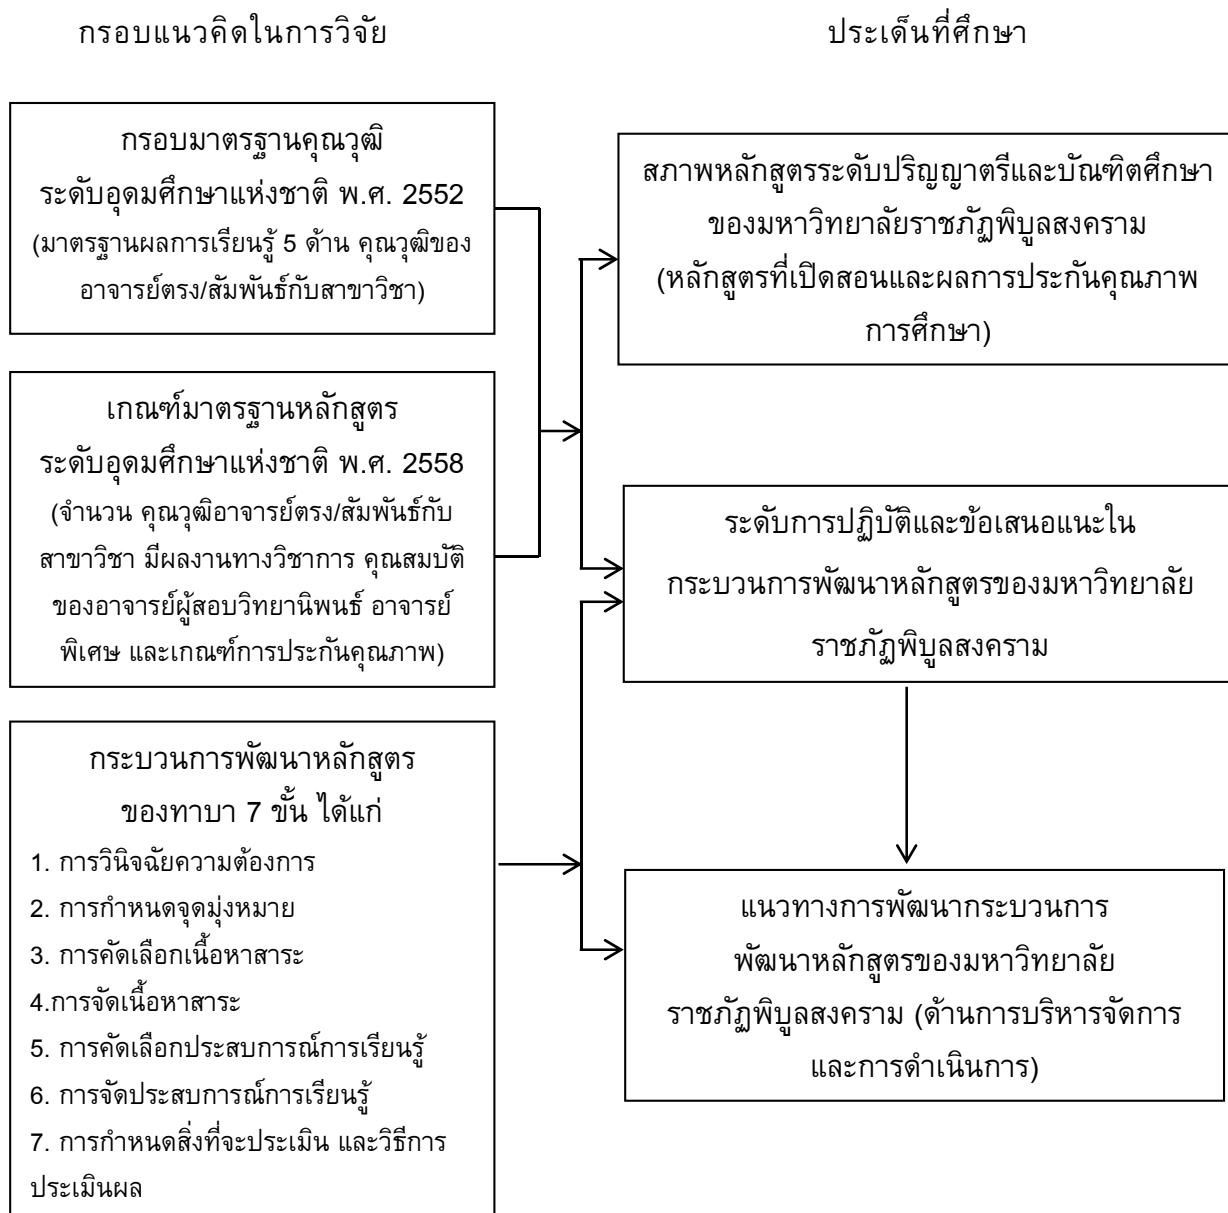 กรอบแนวคิดในการวิจัย
ประเด็นที่ศึกษา
กรอบมาตรฐานคุณวุฒิ
ระดับอุดมศึกษาแห่งชาติ พ.ศ. 2552
(มาตรฐานผลการเรียนรู้ 5 ด้าน คุณวุฒิของ
อาจารย์ตรง/สัมพันธ์กับสาขาวิชา)
เกณฑ์มาตรฐานหลักสูตร
ระดับอุดมศึกษาแห่งชาติ พ.ศ. 2558
(จำนวน คุณวุฒิอาจารย์ตรง/สัมพันธ์กับ
สาขาวิชา มีผลงานทางวิชาการ คุณสมบัติ
ของอาจารย์ผู้สอบวิทยานิพนธ์ อาจารย์
พิเศษ และเกณฑ์การประกันคุณภาพ)
กระบวนการพัฒนาหลักสูตร
ของทาบา 7 ขั้น ได้แก่
1. การวินิจฉัยความต้องการ
2. การกำหนดจุดมุ่งหมาย
3. การคัดเลือกเนื้อหาสาระ
4.การจัดเนื้อหาสาระ
5. การคัดเลือกประสบการณ์การเรียนรู้
6. การจัดประสบการณ์การเรียนรู้
7. การกำหนดสิ่งที่จะประเมิน และวิธีการ
ประเมินผล
สภาพหลักสูตรระดับปริญญาตรีและบัณฑิตศึกษา
ของมหาวิทยาลัยราชภัฏพิบูลสงคราม
(หลักสูตรที่เปิดสอนและผลการประกันคุณภาพ
การศึกษา)
ระดับการปฏิบัติและข้อเสนอแนะใน
กระบวนการพัฒนาหลักสูตรของมหาวิทยาลัย
ราชภัฏพิบูลสงคราม
แนวทางการพัฒนากระบวนการ
พัฒนาหลักสูตรของมหาวิทยาลัย
ราชภัฏพิบูลสงคราม (ด้านการบริหารจัดการ
และการดำเนินการ)